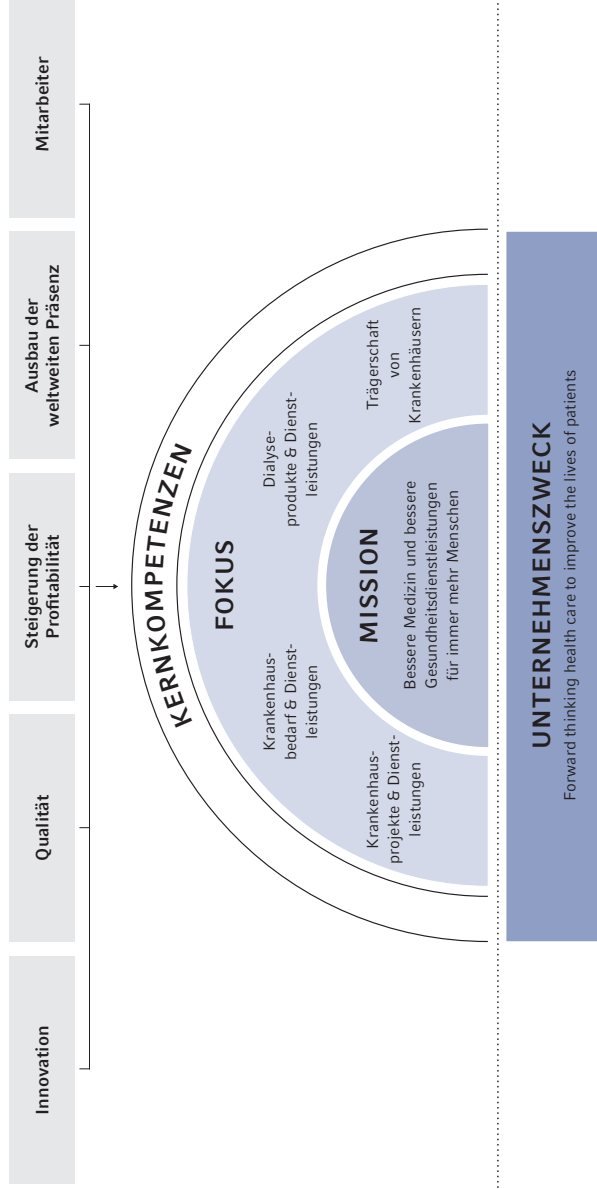 Innovation
Qualität
Steigerung der
Profitabilität
Ausbau der
weltweiten Präsenz
Mitarbeiter
KERNKOMPETENZEN
FOKUS
Krankenhaus-
projekte & Dienst-
leistungen
Krankenhaus-
bedarf & Dienst-
leistungen
Dialyse-
produkte & Dienst-
leistungen
Trägerschaft
von
Krankenhäusern
MISSION
Bessere Medizin und bessere
Gesundheitsdienstleistungen
für immer mehr Menschen
UNTERNEHMENSZWECK
Forward thinking health care to improve the lives of patients